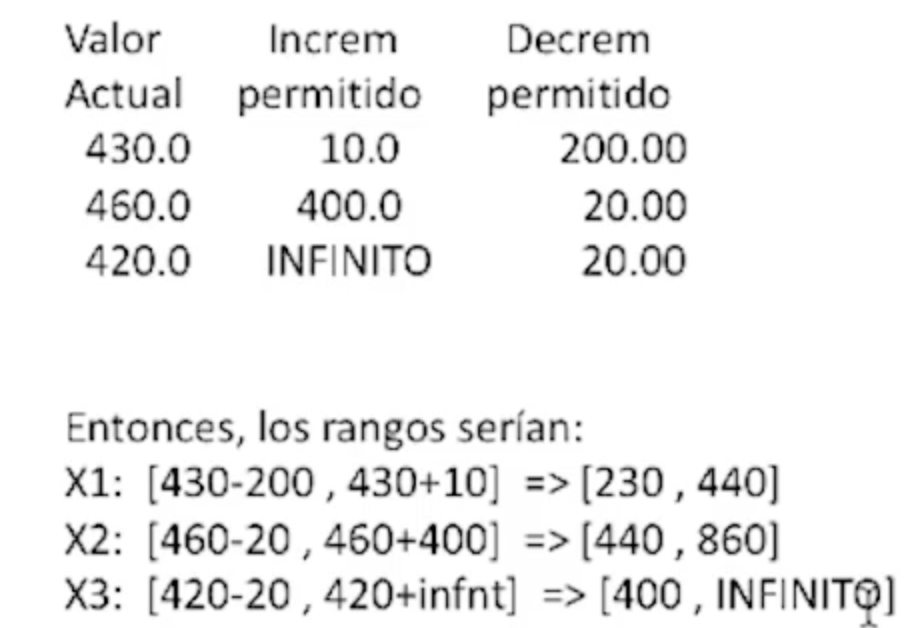 Valor Increm Decrem
Actual permitido permitido
430.0 10.0 200.00
460.0 400.0 20.00
420.0 INFINITO 20.00
Entonces, los rangos serían:
X1: [430-200 , 430+10] => [230 , 440]
X2: [460-20 , 460+400] => [440 , 860]
X3: [420-20 , 420+infnt] => [400 , INFINITO]